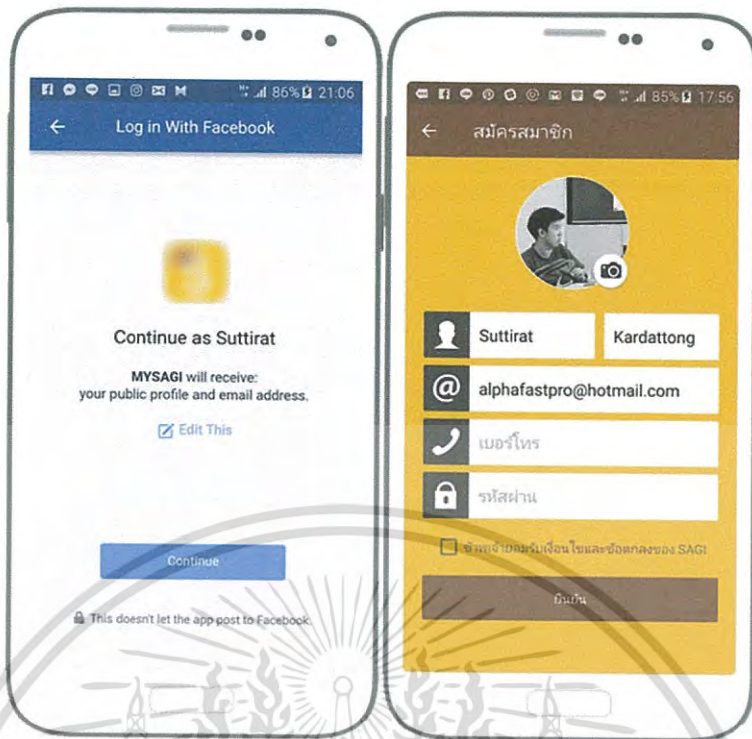 86% 21:06
Log in With Facebook
Continue as Suttirat
MYSAGI will receive:
your public profile and email address.
Edit This
Continue
This doesn't let the app post to Facebook.
85% 17:56
สมัครสมาชิก
Suttirat
Kardattong
@
alphafastpro@hotmail.com
เบอร์โทร
รหัสผ่าน
ข้าพเจ้ายอมรับเงื่อนไขและข้อตกลงของ SAGI
ยืนยัน